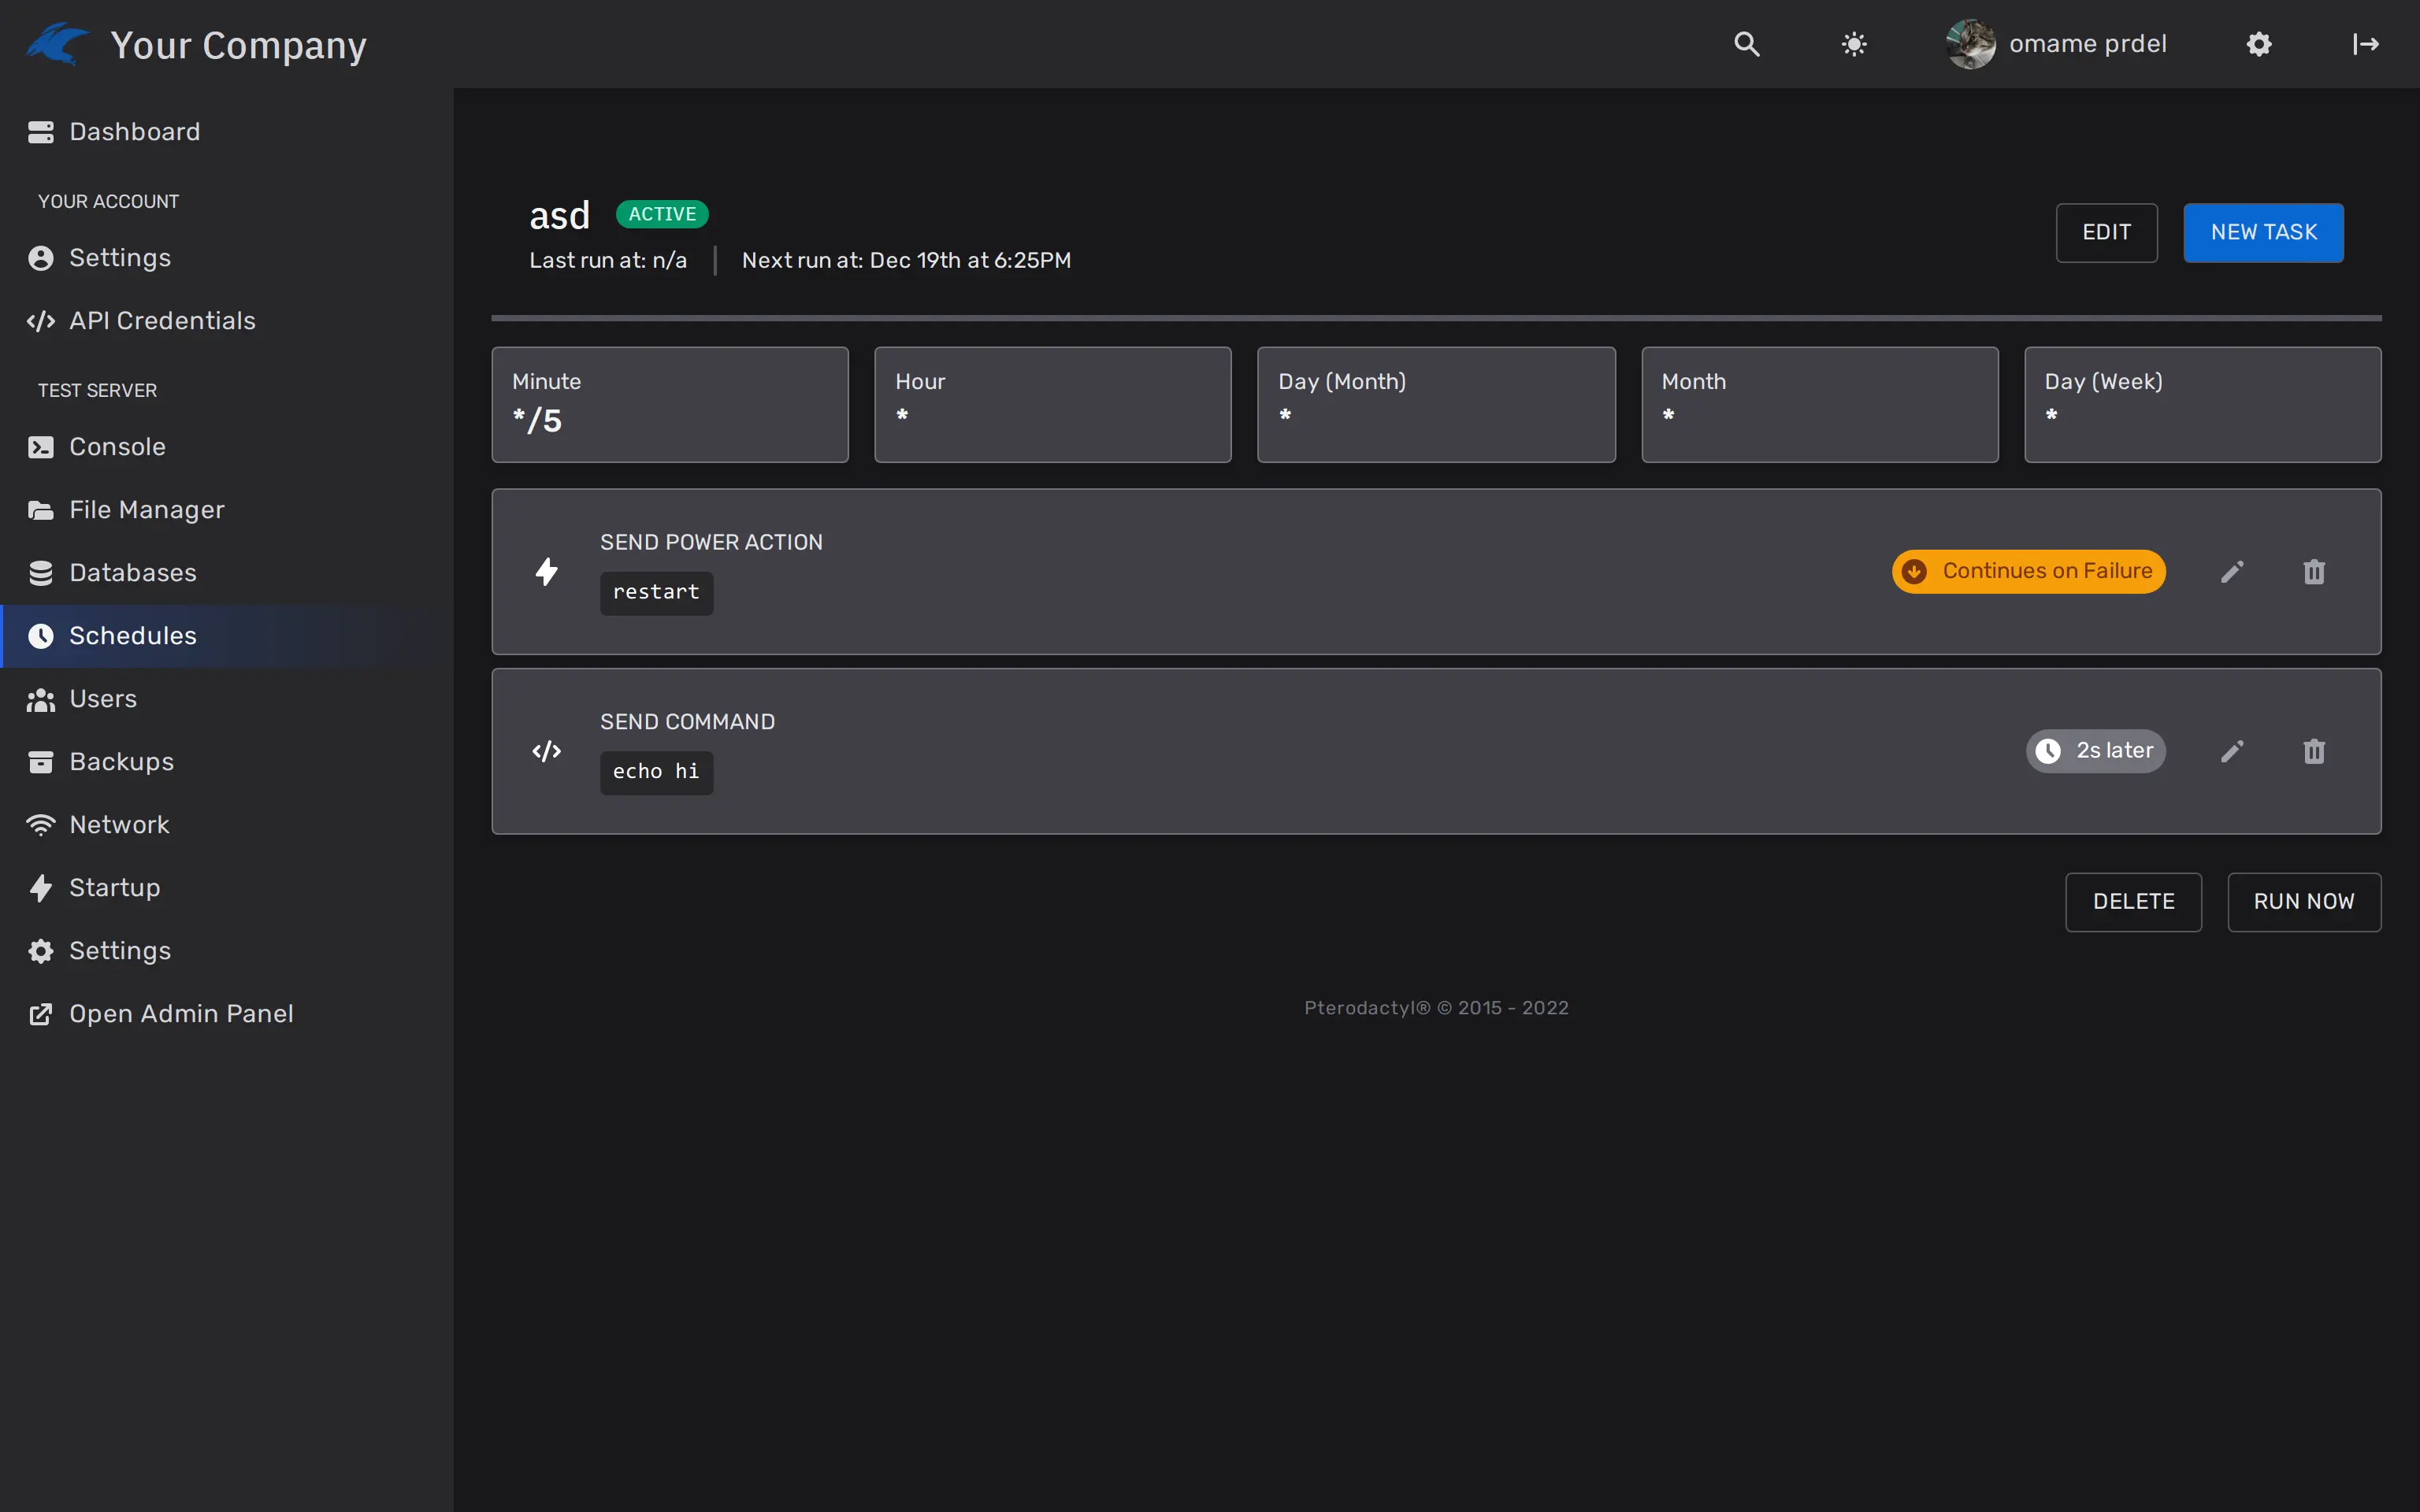 Your Company
omame prdel
Dashboard
YOUR ACCOUNT
Settings
API Credentials
TEST SERVER
Console
File Manager
Databases
Schedules
Users
Backups
Network
Startup
Settings
Open Admin Panel
asd ACTIVE
Last run at: n/a Next run at: Dec 19th at 6:25PM
EDIT NEW TASK
Minute
*/5
Hour
*
Day (Month)
*
Month
*
Day (Week)
*
SEND POWER ACTION
restart
Continues on Failure
SEND COMMAND
echo hi
2s later
DELETE RUN NOW
Pterodactyl® © 2015 - 2022